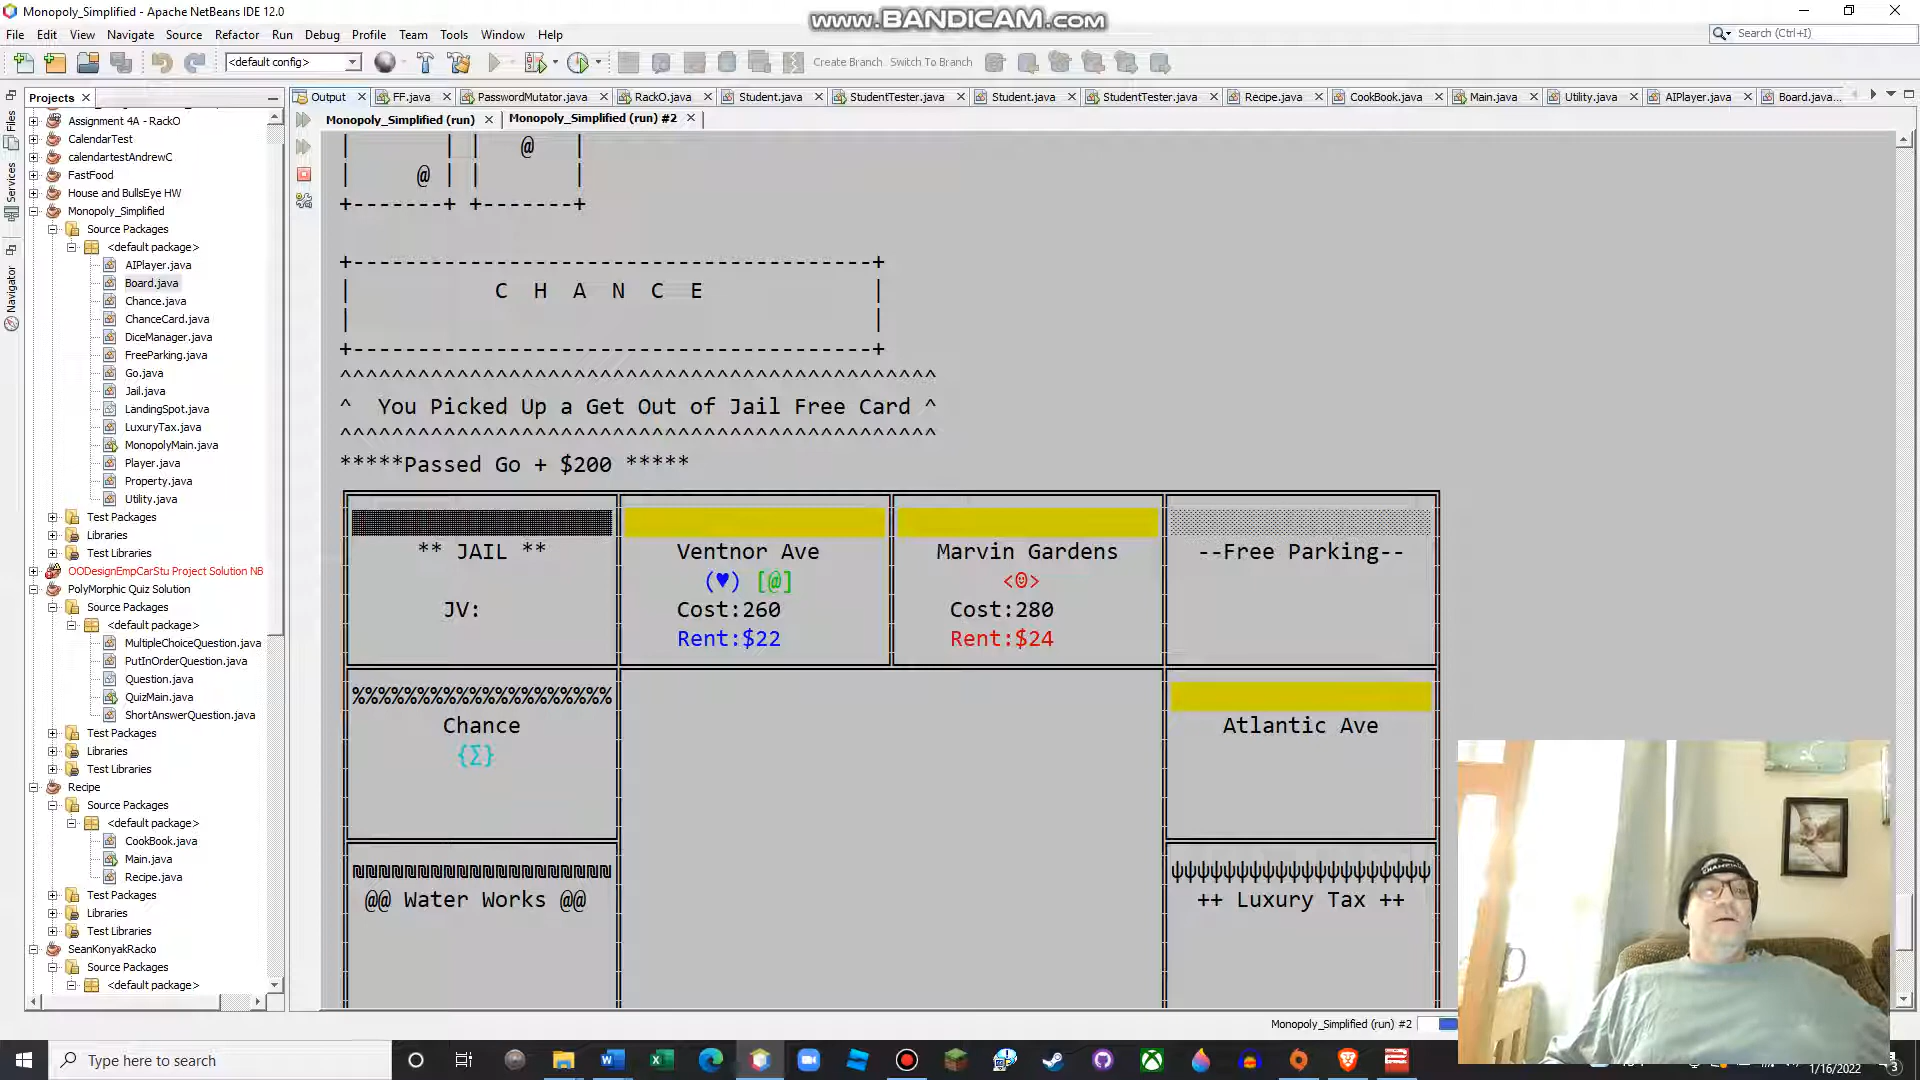 Monopoly_Simplified - Apache NetBeans IDE 12.0
www.BANDICAM.com
File Edit View Navigate Source Refactor Run Debug Profile Team Tools Window Help
Search (Ctrl+I)
<default config>
Create Branch Switch To Branch
Projects
Output FF.java PasswordMutator.java RackO.java Student.java StudentTester.java Student.java StudentTester.java Recipe.java CookBook.java Main.java Utility.java AIPlayer.java Board.java...
Monopoly_Simplified (run) Monopoly_Simplified (run) #2
Files
Services
Navigator
Assignment 4A - RackO
CalendarTest
calendartestAndrewC
FastFood
House and BullsEye HW
Monopoly_Simplified
Source Packages
<default package>
AIPlayer.java
Board.java
Chance.java
ChanceCard.java
DiceManager.java
FreeParking.java
Go.java
Jail.java
LandingSpot.java
LuxuryTax.java
MonopolyMain.java
Player.java
Property.java
Utility.java
Test Packages
Libraries
Test Libraries
OODesignEmpCarStu Project Solution NB
PolyMorphic Quiz Solution
Source Packages
<default package>
MultipleChoiceQuestion.java
PutInOrderQuestion.java
Question.java
QuizMain.java
ShortAnswerQuestion.java
Test Packages
Libraries
Test Libraries
Recipe
Source Packages
<default package>
CookBook.java
Main.java
Recipe.java
Test Packages
Libraries
Test Libraries
SeanKonyakRacko
Source Packages
<default package>
| | | @ |
| @ | | |
+-------+ +-------+
+-----------------------------------------+
| C H A N C E |
| |
+-----------------------------------------+
^^^^^^^^^^^^^^^^^^^^^^^^^^^^^^^^^^^^^^^^^^^^^^
^ You Picked Up a Get Out of Jail Free Card ^
^^^^^^^^^^^^^^^^^^^^^^^^^^^^^^^^^^^^^^^^^^^^^^
*****Passed Go + $200 *****
** JAIL ** Ventnor Ave Marvin Gardens --Free Parking--
(♥) [@] <☺>
JV: Cost:260 Cost:280
Rent:$22 Rent:$24
%%%%%%%%%%%%%%%%%%%%
Chance Atlantic Ave
{Σ}
₪₪₪₪₪₪₪₪₪₪₪₪₪₪₪₪₪₪₪₪ ψψψψψψψψψψψψψψψψψψψψ
@@ Water Works @@ ++ Luxury Tax ++
Monopoly_Simplified (run) #2
Type here to search
1/16/2022
3